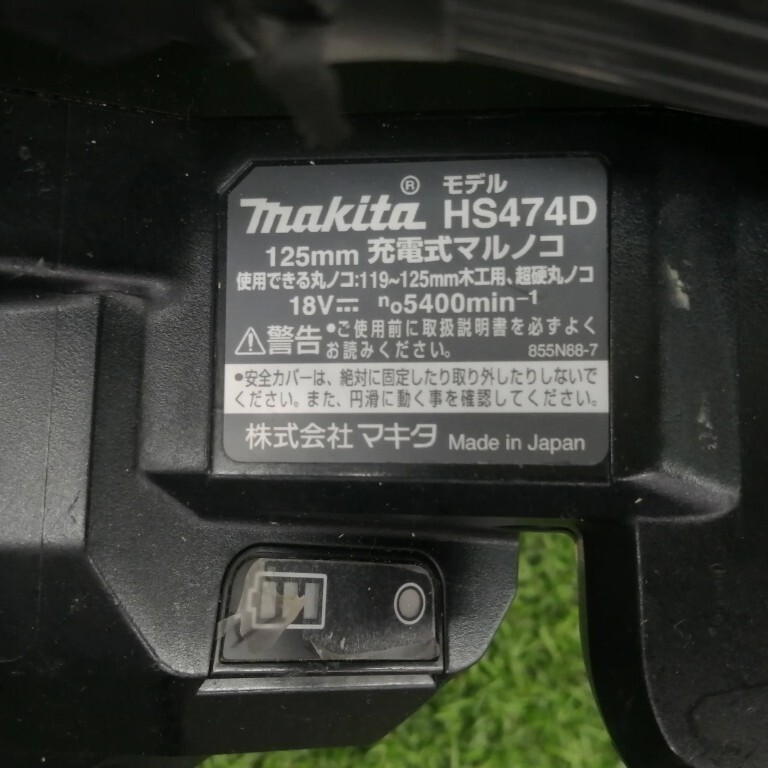 makita® モデル HS474D
125mm 充電式マルノコ
使用できる丸ノコ:119~125mm木工用、超硬丸ノコ
18V⎓ n₀5400min⁻¹
⚠警告 •ご使用前に取扱説明書を必ずよく
お読みください。 855N88-7
•安全カバーは、絶対に固定したり取り外したりしないで
ください。また、円滑に動く事を確認してください。
株式会社 マキタ Made in Japan